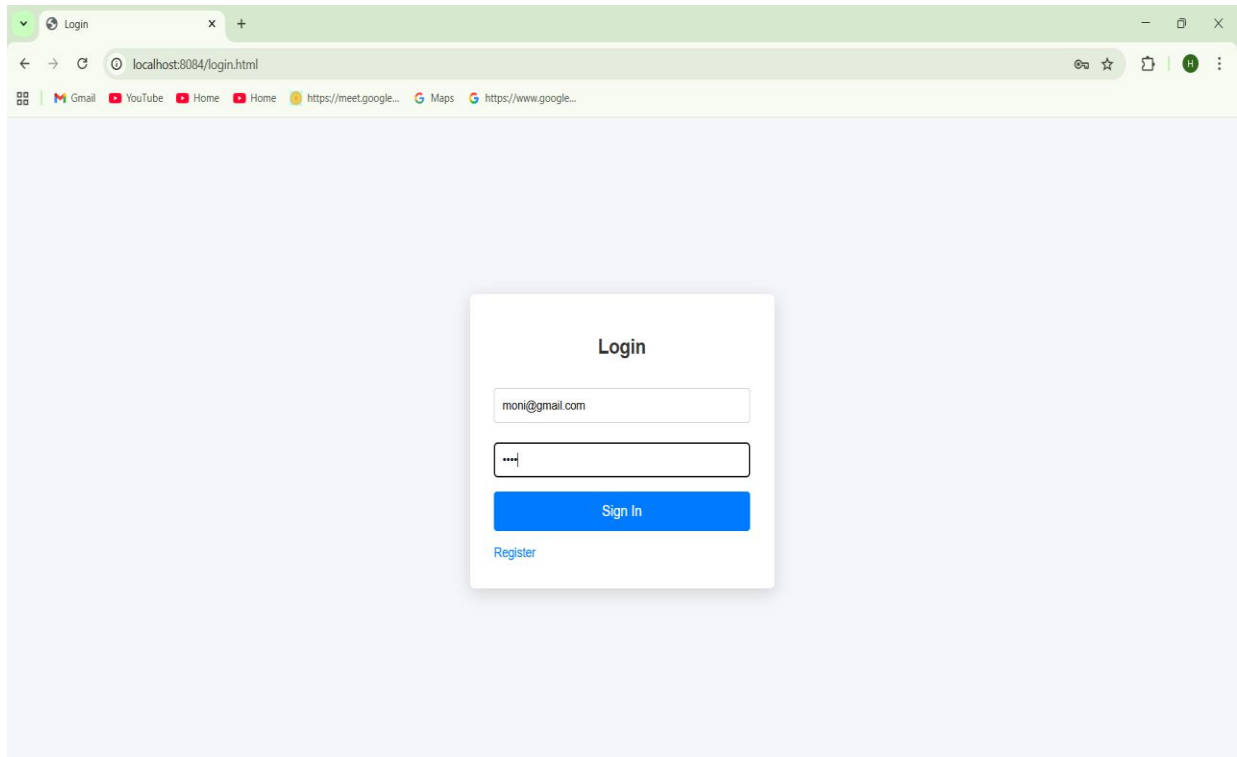 Login
localhost:8084/login.html
H
Gmail YouTube Home Home https://meet.google... Maps https://www.google...
Login
moni@gmail.com
••••
Sign In
Register